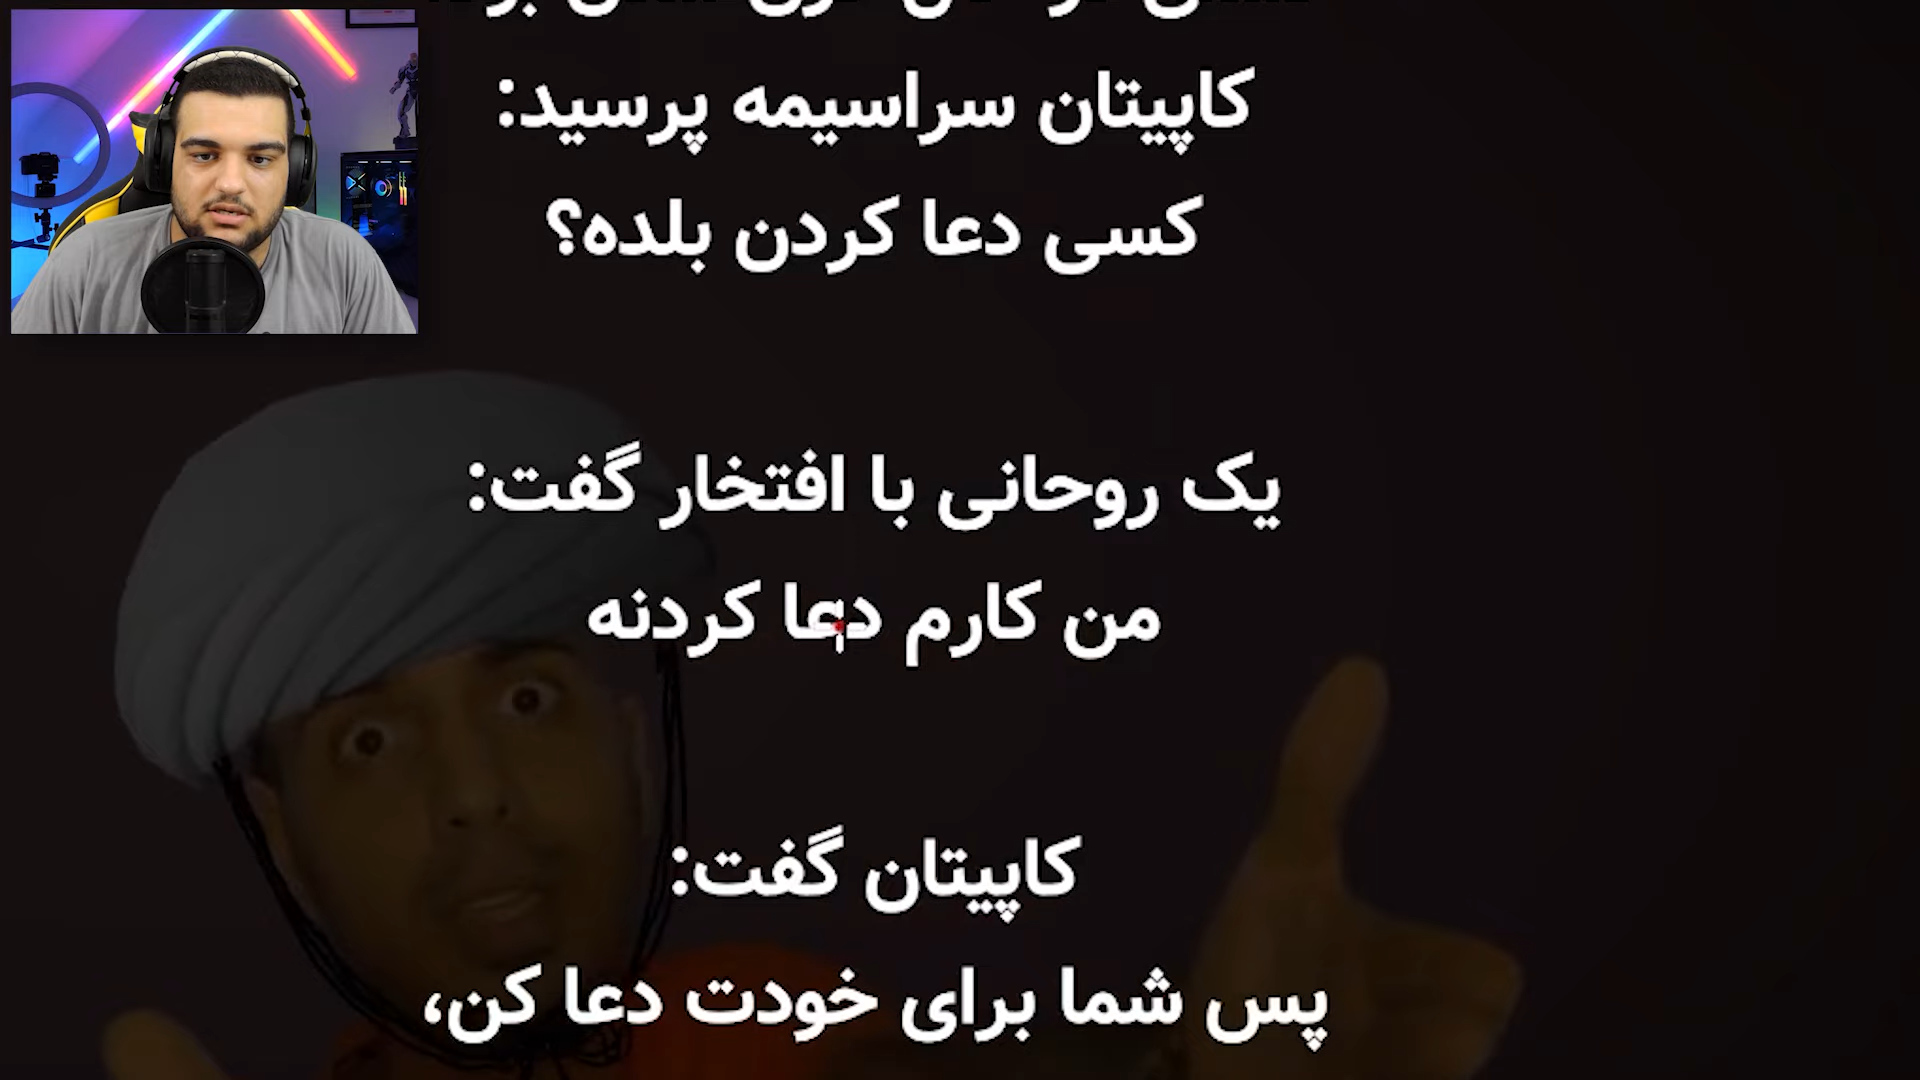 کاپیتان سراسیمه پرسید:
کسی دعا کردن بلده؟
یک روحانی با افتخار گفت:
من کارم دعا کردنه
کاپیتان گفت:
پس شما برای خودت دعا کن،